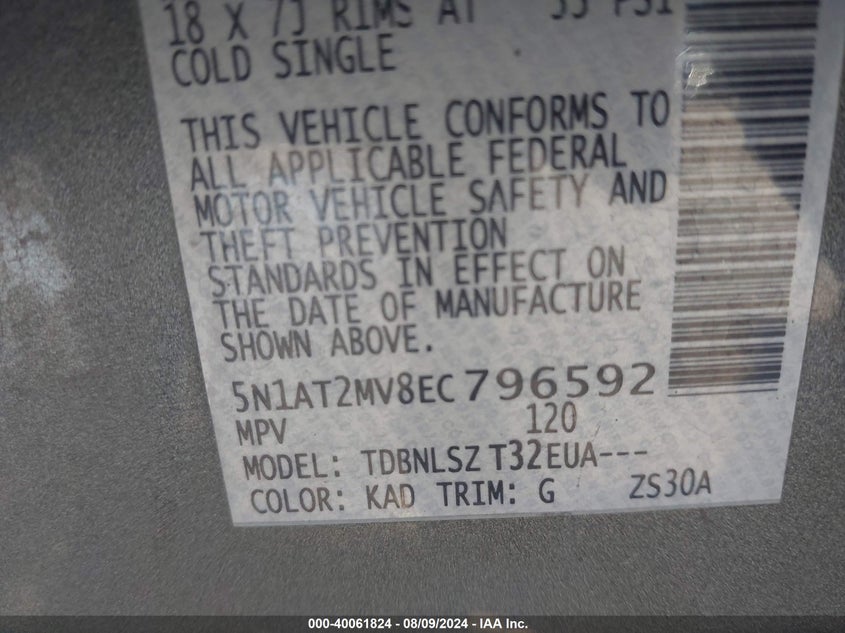 18 X 7J RIMS AT 33 PSI
COLD SINGLE
THIS VEHICLE CONFORMS TO
ALL APPLICABLE FEDERAL
MOTOR VEHICLE SAFETY AND
THEFT PREVENTION
STANDARDS IN EFFECT ON
THE DATE OF MANUFACTURE
SHOWN ABOVE.
5N1AT2MV8EC796592
MPV 120
MODEL: TDBNLSZ T32EUA---
COLOR: KAD TRIM: G ZS30A
000-40061824 - 08/09/2024 - IAA Inc.